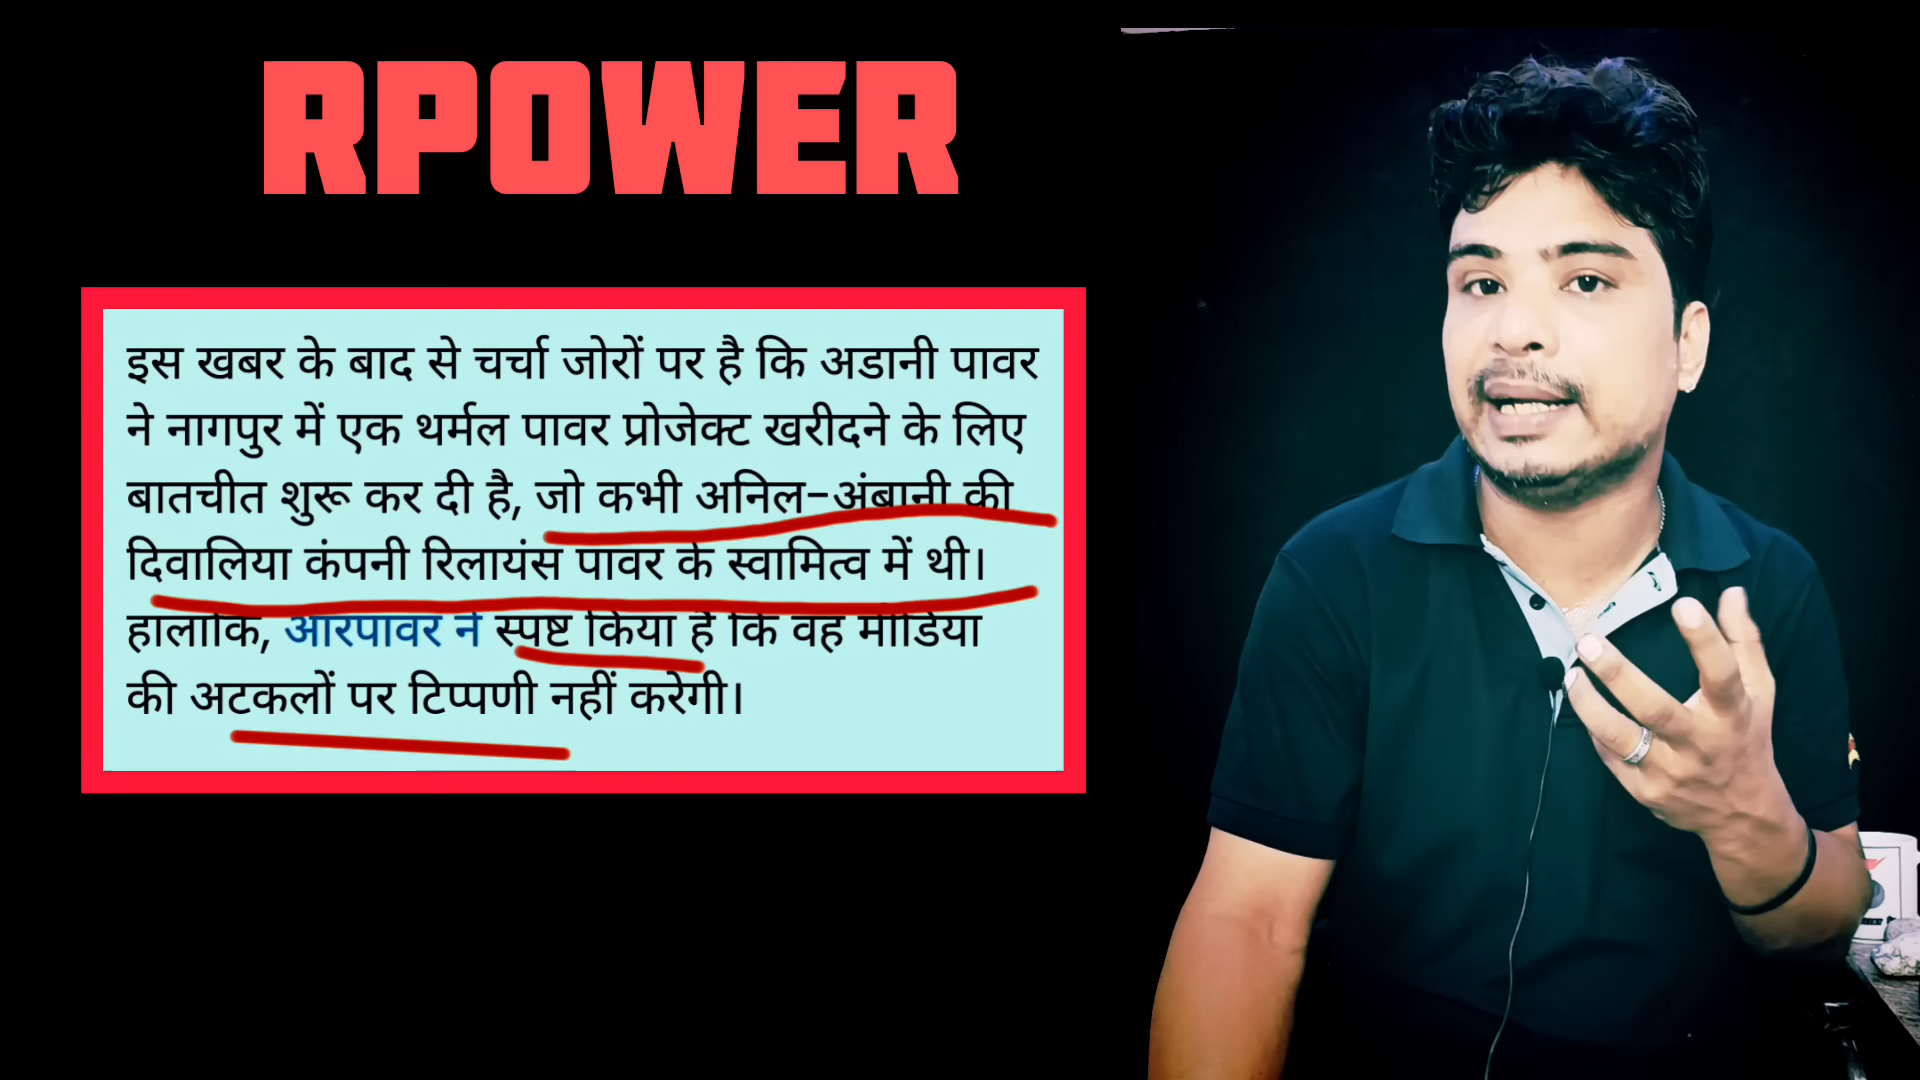 RPOWER
इस खबर के बाद से चर्चा जोरों पर है कि अडानी पावर
ने नागपुर में एक थर्मल पावर प्रोजेक्ट खरीदने के लिए
बातचीत शुरू कर दी है, जो कभी अनिल-अंबानी की
दिवालिया कंपनी रिलायंस पावर के स्वामित्व में थी।
हालांकि, आरपावर ने स्पष्ट किया है कि वह मीडिया
की अटकलों पर टिप्पणी नहीं करेगी।